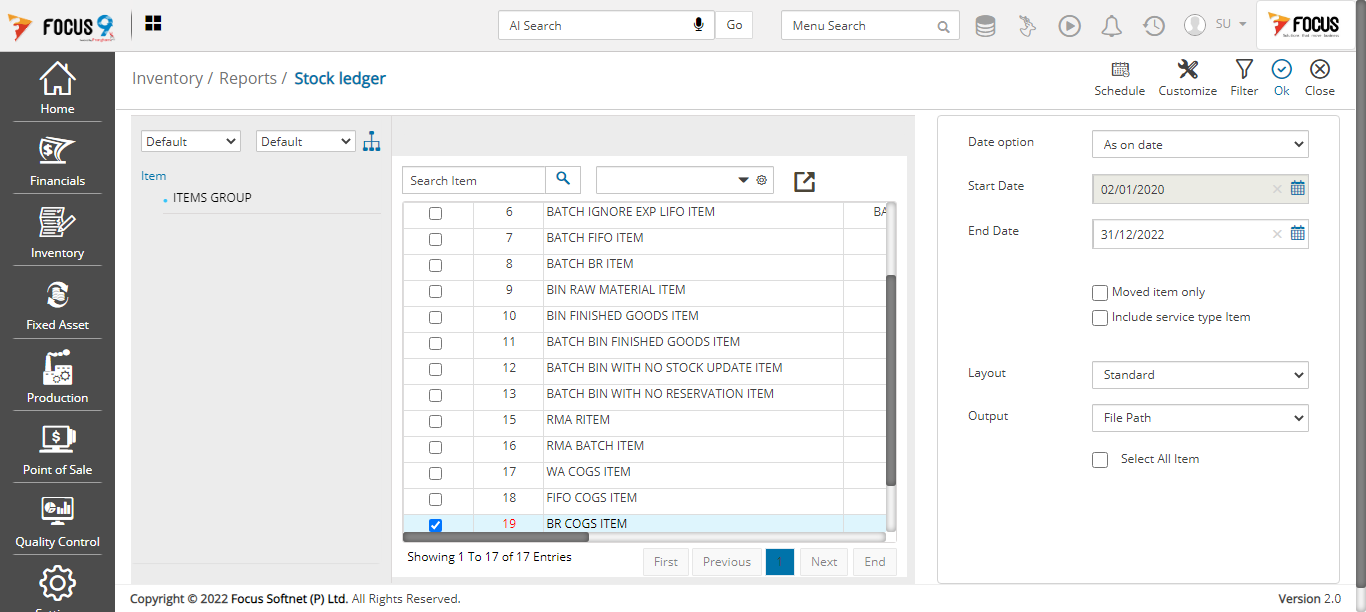 FOCUS 9
AI Search
Go
Menu Search
SU
FOCUS
Home
Financials
Inventory
Fixed Asset
Production
Point of Sale
Quality Control
Inventory / Reports / Stock ledger
Schedule
Customize
Filter
Ok
Close
Default
Default
Item
ITEMS GROUP
Search Item
6 BATCH IGNORE EXP LIFO ITEM BA
7 BATCH FIFO ITEM
8 BATCH BR ITEM
9 BIN RAW MATERIAL ITEM
10 BIN FINISHED GOODS ITEM
11 BATCH BIN FINISHED GOODS ITEM
12 BATCH BIN WITH NO STOCK UPDATE ITEM
13 BATCH BIN WITH NO RESERVATION ITEM
15 RMA RITEM
16 RMA BATCH ITEM
17 WA COGS ITEM
18 FIFO COGS ITEM
19 BR COGS ITEM
Showing 1 To 17 of 17 Entries
First
Previous
1
Next
End
Date option
As on date
Start Date
02/01/2020
End Date
31/12/2022
Moved item only
Include service type Item
Layout
Standard
Output
File Path
Select All Item
Copyright © 2022 Focus Softnet (P) Ltd. All Rights Reserved.
Version 2.0